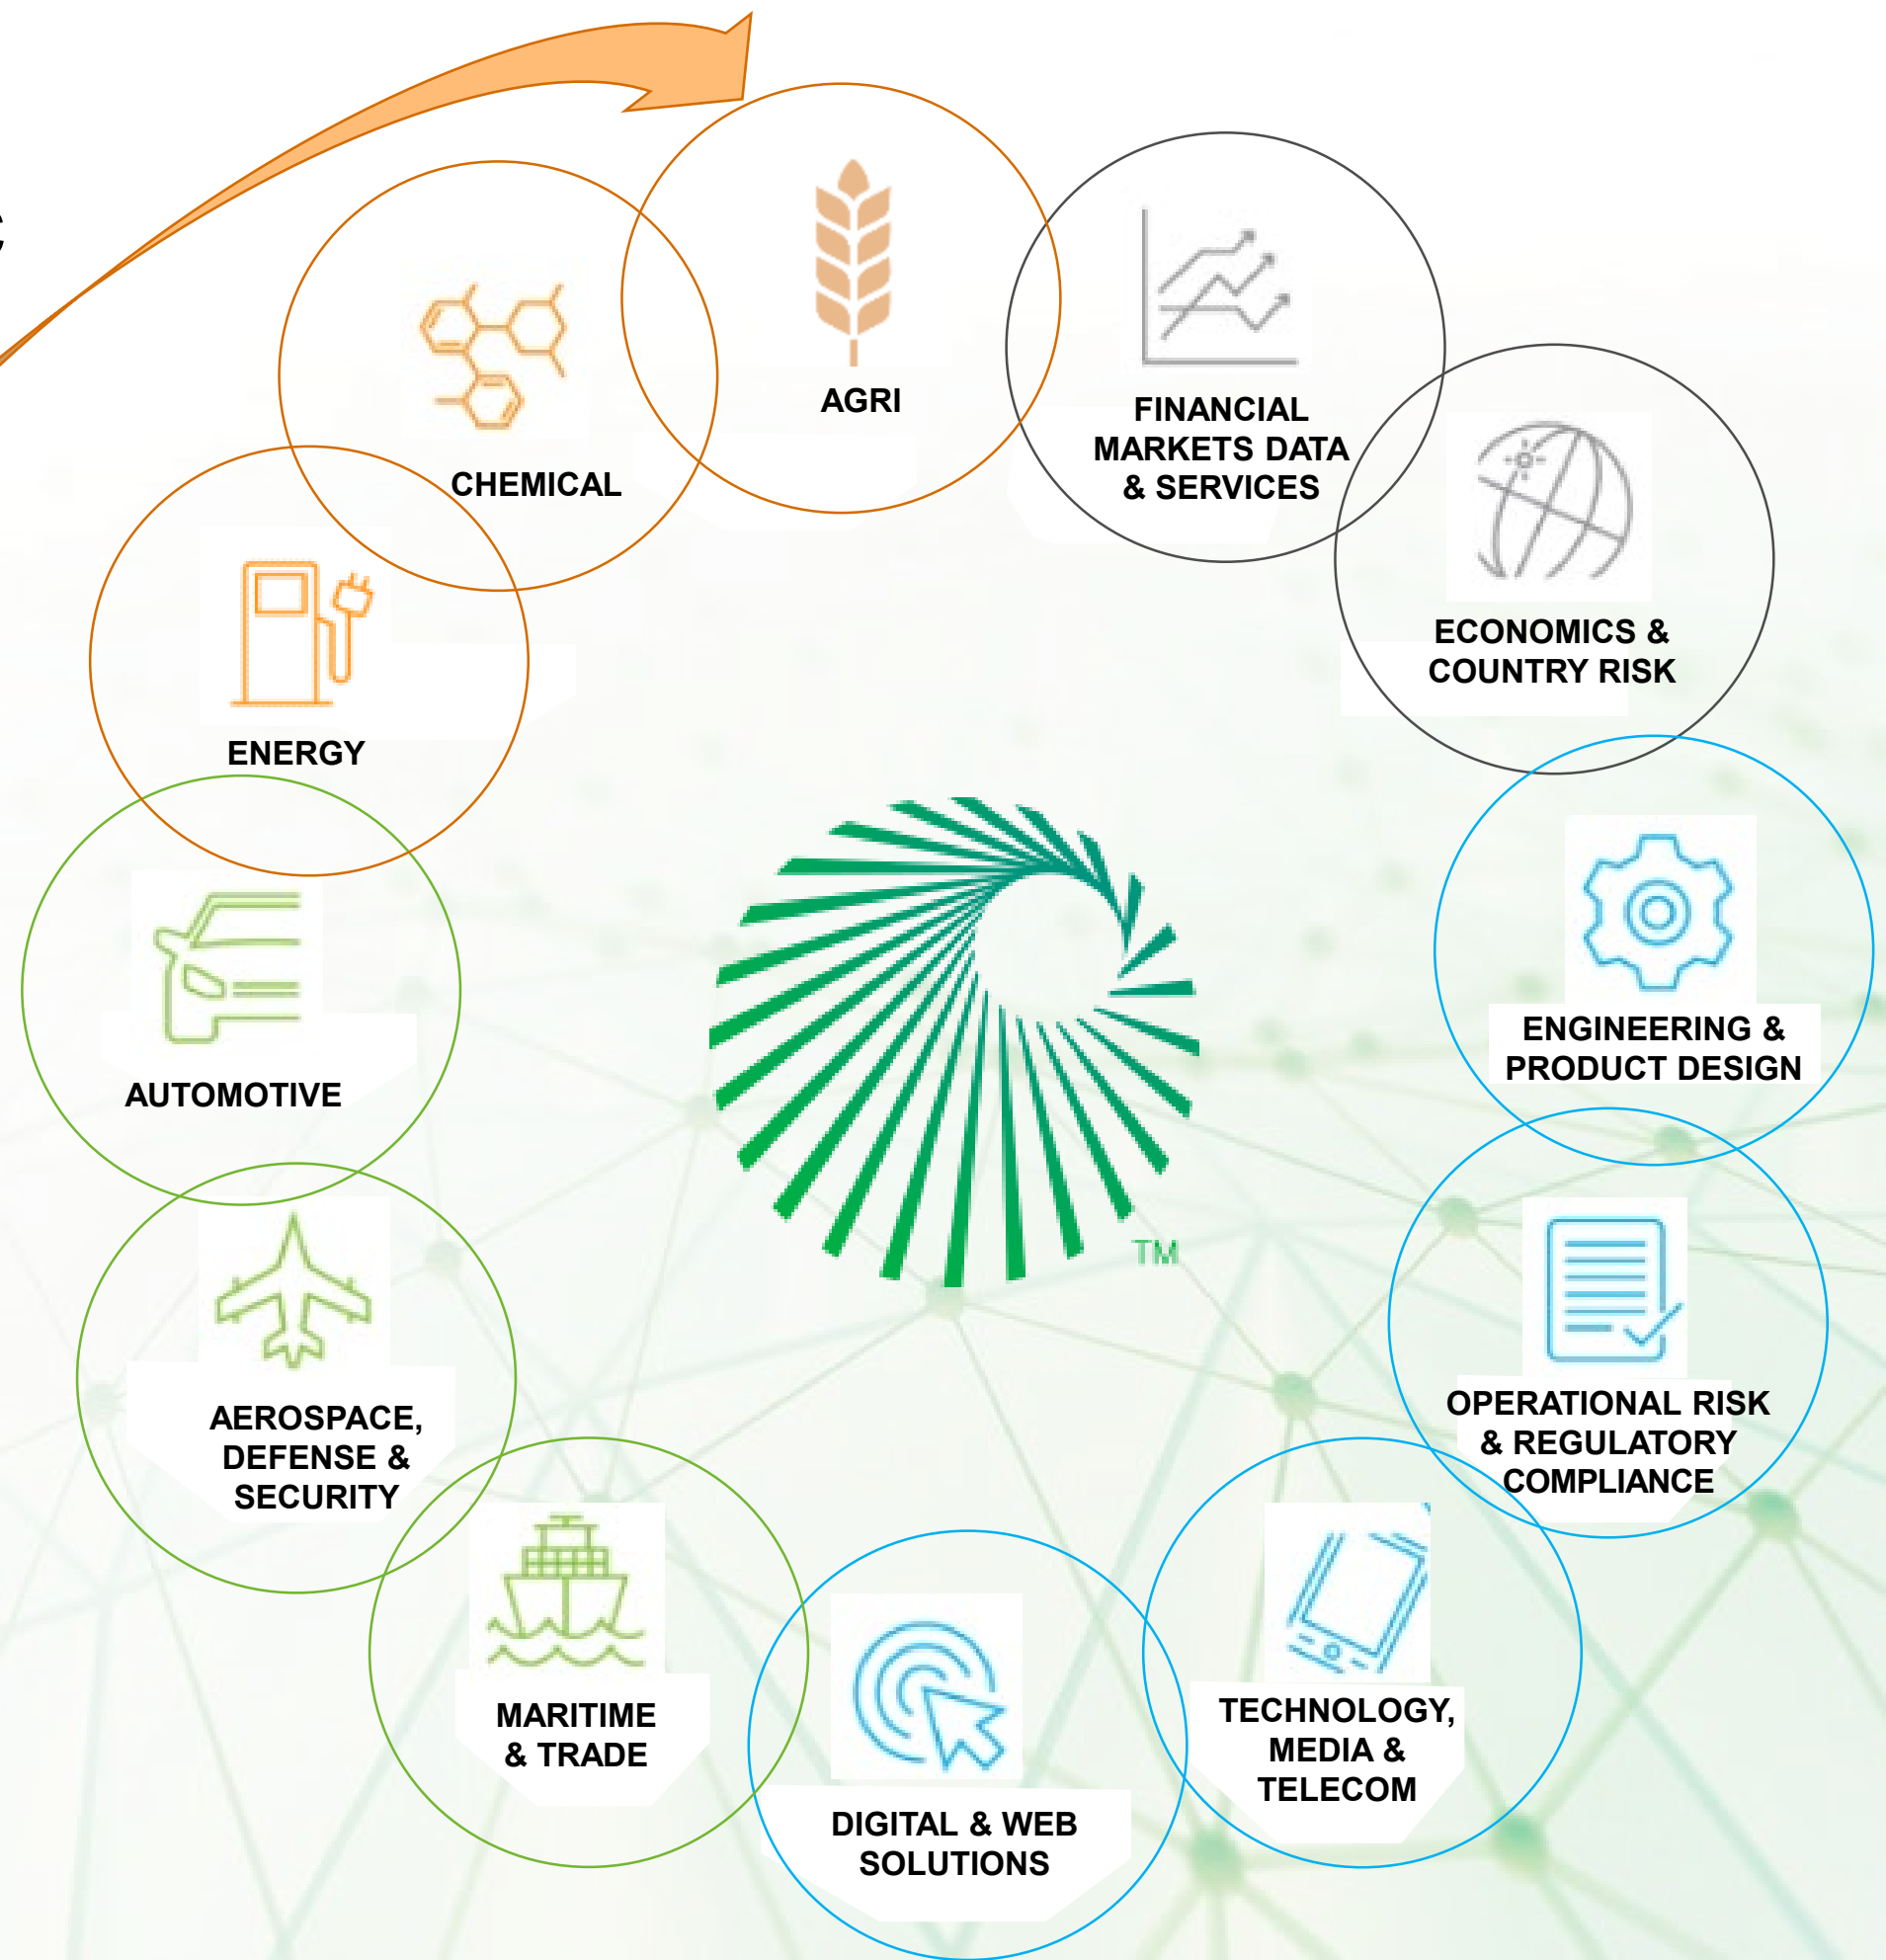 AGRI
FINANCIAL
MARKETS DATA
& SERVICES
CHEMICAL
ECONOMICS &
COUNTRY RISK
ENERGY
ENGINEERING &
PRODUCT DESIGN
AUTOMOTIVE
TM
OPERATIONAL RISK
& REGULATORY
COMPLIANCE
AEROSPACE,
DEFENSE &
SECURITY
MARITIME
& TRADE
TECHNOLOGY,
MEDIA &
TELECOM
DIGITAL & WEB
SOLUTIONS